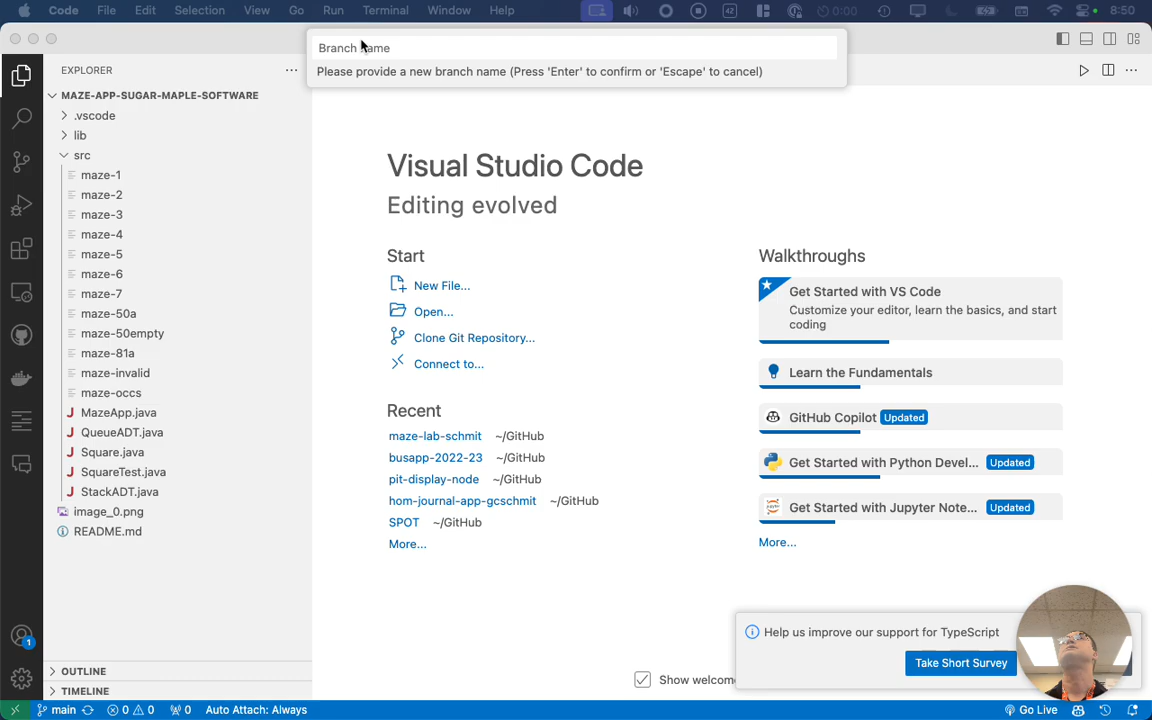 Code File Edit Selection View Go Run Terminal Window Help 42 0:00 8:50
Branch name
Please provide a new branch name (Press 'Enter' to confirm or 'Escape' to cancel)
EXPLORER
MAZE-APP-SUGAR-MAPLE-SOFTWARE
.vscode
lib
src
maze-1
maze-2
maze-3
maze-4
maze-5
maze-6
maze-7
maze-50a
maze-50empty
maze-81a
maze-invalid
maze-occs
J MazeApp.java
J QueueADT.java
J Square.java
J SquareTest.java
J StackADT.java
image_0.png
README.md
OUTLINE
TIMELINE
Visual Studio Code
Editing evolved
Start
New File...
Open...
Clone Git Repository...
Connect to...
Recent
maze-lab-schmit ~/GitHub
busapp-2022-23 ~/GitHub
pit-display-node ~/GitHub
hom-journal-app-gcschmit ~/GitHub
SPOT ~/GitHub
More...
Walkthroughs
Get Started with VS Code
Customize your editor, learn the basics, and start
coding
Learn the Fundamentals
GitHub Copilot Updated
Get Started with Python Devel... Updated
Get Started with Jupyter Note... Updated
More...
Help us improve our support for TypeScript
Take Short Survey
Show welcom
1
main 0 0 0 Auto Attach: Always Go Live